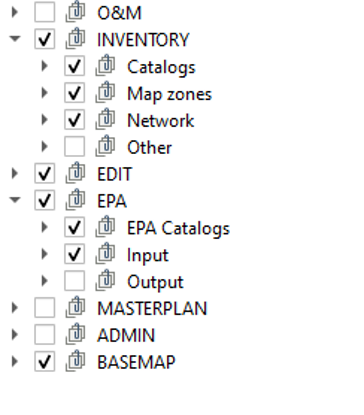 O&M
INVENTORY
Catalogs
Map zones
Network
Other
EDIT
EPA
EPA Catalogs
Input
Output
MASTERPLAN
ADMIN
BASEMAP